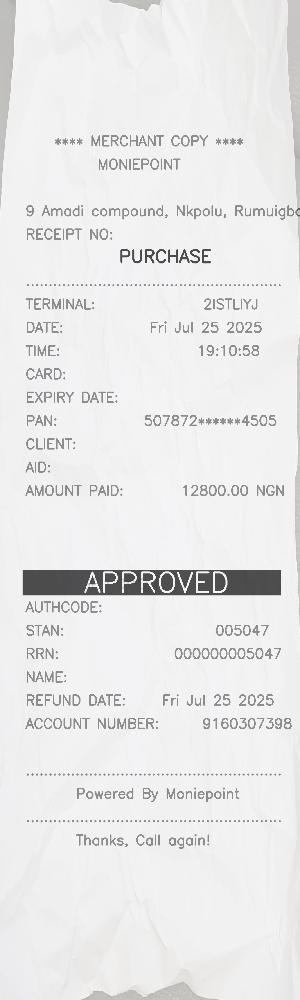 **** MERCHANT COPY ****
MONIEPOINT
9 Amadi compound, Nkpolu, Rumuigbo
RECEIPT NO:
PURCHASE
TERMINAL: 2ISTLIYJ
DATE: Fri Jul 25 2025
TIME: 19:10:58
CARD:
EXPIRY DATE:
PAN: 507872******4505
CLIENT:
AID:
AMOUNT PAID: 12800.00 NGN
APPROVED
AUTHCODE:
STAN: 005047
RRN: 000000005047
NAME:
REFUND DATE: Fri Jul 25 2025
ACCOUNT NUMBER: 9160307398
Powered By Moniepoint
Thanks, Call again!